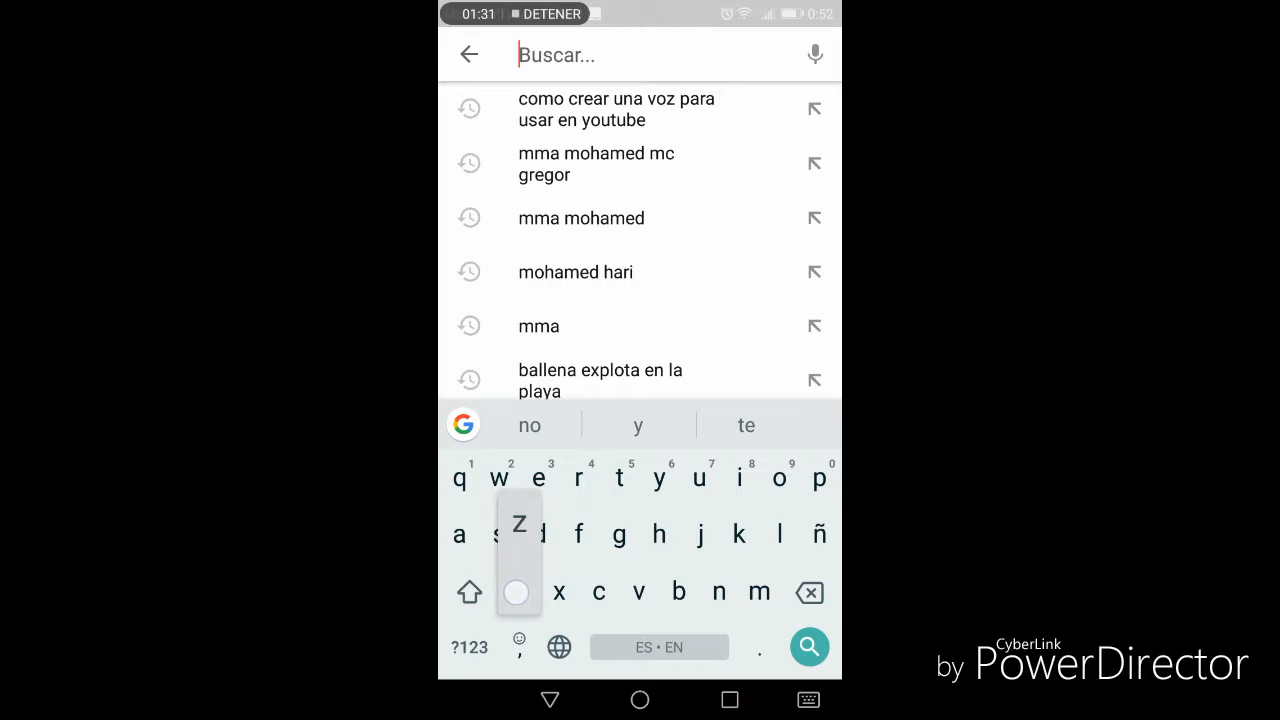 01:31 DETENER 0:52
Buscar...
como crear una voz para
usar en youtube
mma mohamed mc
gregor
mma mohamed
mohamed hari
mma
ballena explota en la
playa
no y te
1 2 3 4 5 6 7 8 9 0
q w e r t y u i o p
z
a s d f g h j k l ñ
x c v b n m
?123 , ES • EN .
CyberLink
by PowerDirector